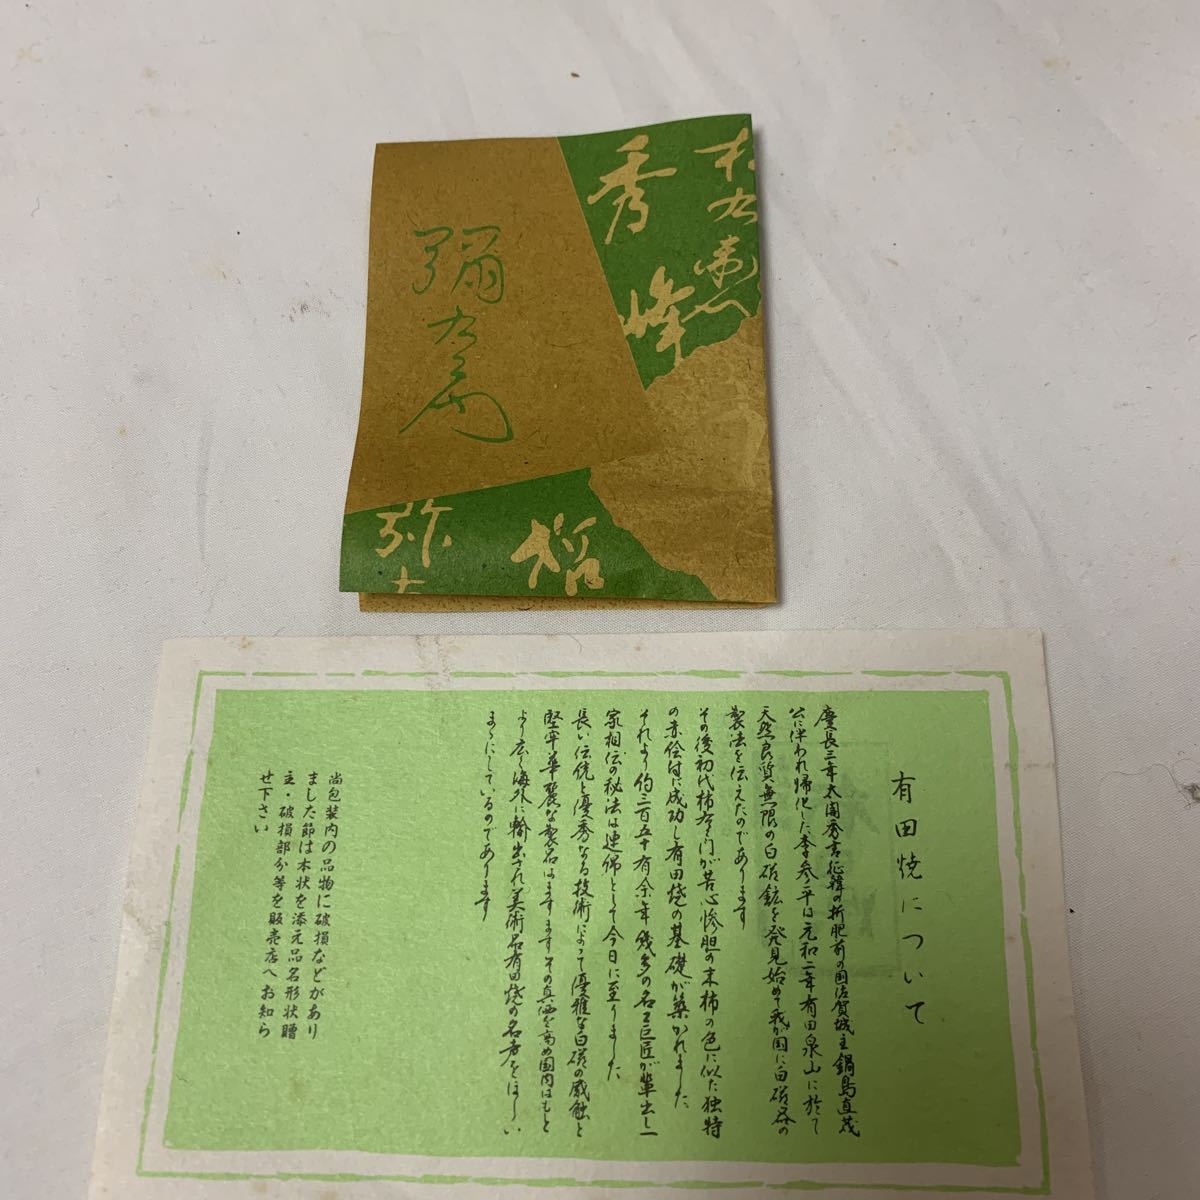 彌左ェ門
秀峰
弥左
柘
有田焼について
慶長三年太閤秀吉征韓の折肥前の国佐賀城主鍋島直茂
公に伴われ帰化した李参平は元和二年有田泉山に於て
天然良質無限の白磁鉱を発見始めて我が国に白磁器の
製法を伝えたのであります
その後初代柿右ェ門が苦心惨胆の末柿の色に似た独特
の赤絵付に成功し有田焼の基礎が築かれました
それより約三百五十有余年幾多の名工巨匠が輩出し一
家相伝の秘法は連綿として今日に至りました
長い伝統と優秀なる技術によって優雅な白磁の感触と
堅牢華麗な製品はますますその真価を高め国内はもと
より広く海外に輸出され美術品有田焼の名者をほしい
まゝにしているのであります
尚包装内の品物に破損などがあり
ました節は本状を添元品名形状贈
主・破損部分等を販売店へお知ら
せ下さい